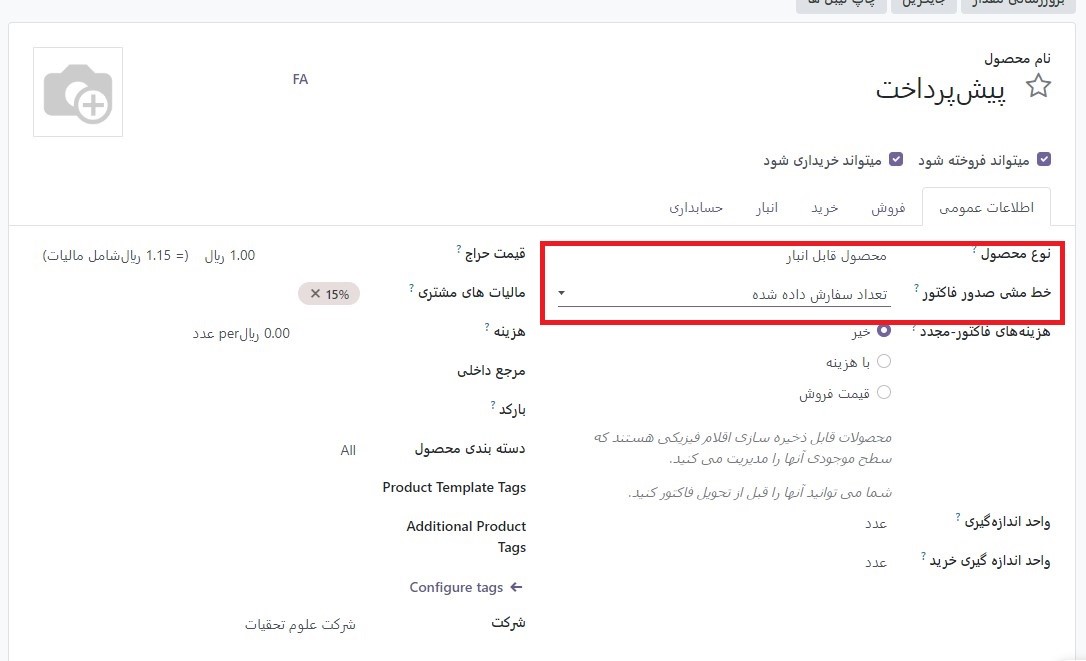 بروزرسانی مقدار جایگزین چاپ لیبل ها
نام محصول
پیش‌پرداخت
FA
میتواند فروخته شود میتواند خریداری شود
اطلاعات عمومی فروش خرید انبار حسابداری
نوع محصول ? محصول قابل انبار
خط مشی صدور فاکتور ? تعداد سفارش داده شده
هزینه‌های فاکتور-مجدد ? خیر
با هزینه
قیمت فروش
محصولات قابل ذخیره سازی اقلام فیزیکی هستند که
سطح موجودی آنها را مدیریت می کنید.
شما می توانید آنها را قبل از تحویل فاکتور کنید.
واحد اندازه‌گیری ? عدد
واحد اندازه گیری خرید ? عدد
قیمت حراج ? 1.00 ریال (= 1.15 ریال‌شامل مالیات)
مالیات های مشتری ? 15% ×
هزینه ? 0.00 ریال‌per عدد
مرجع داخلی
بارکد ?
دسته بندی محصول All
Product Template Tags
Additional Product
Tags
Configure tags
شرکت شرکت علوم تحقیات